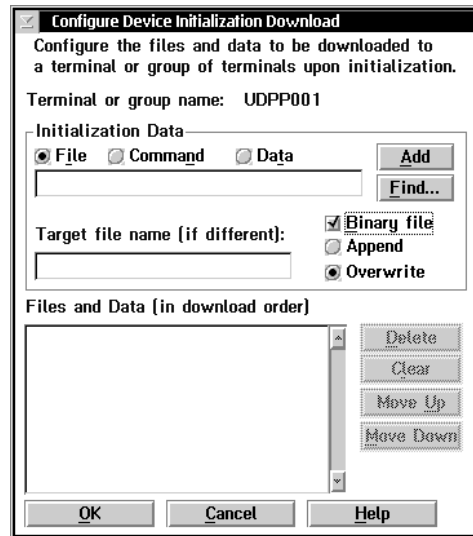 Configure Device Initialization Download
Configure the files and data to be downloaded to
a terminal or group of terminals upon initialization.
Terminal or group name: UDPP001
Initialization Data
File Command Data Add
Find...
Binary file
Target file name (if different): Append
Overwrite
Files and Data (in download order)
Delete
Clear
Move Up
Move Down
OK Cancel Help